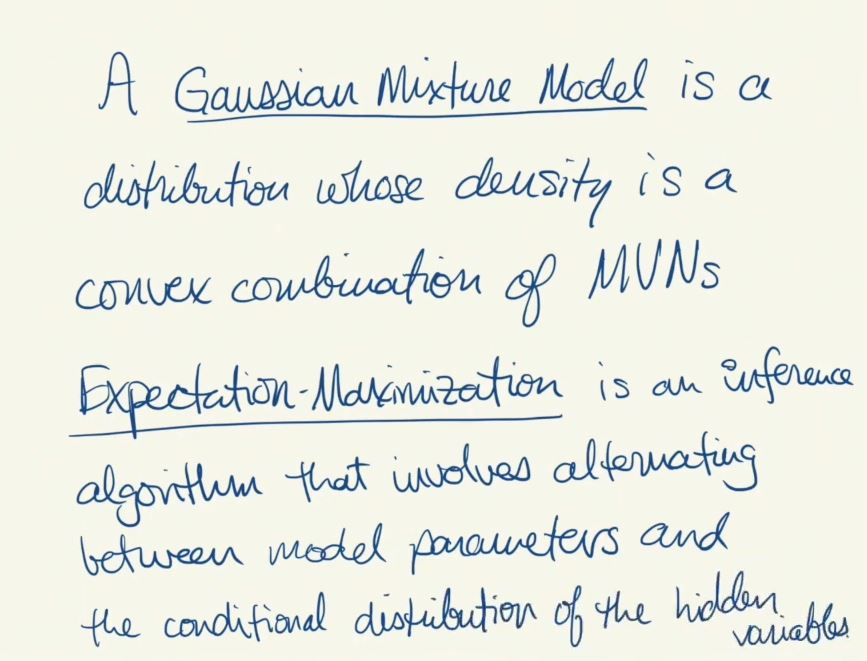 A Gaussian Mixture Model is a
distribution whose density is a
convex combination of MVNs
Expectation-Maximization is an inference
algorithm that involves alternating
between model parameters and
the conditional distribution of the hidden
variables